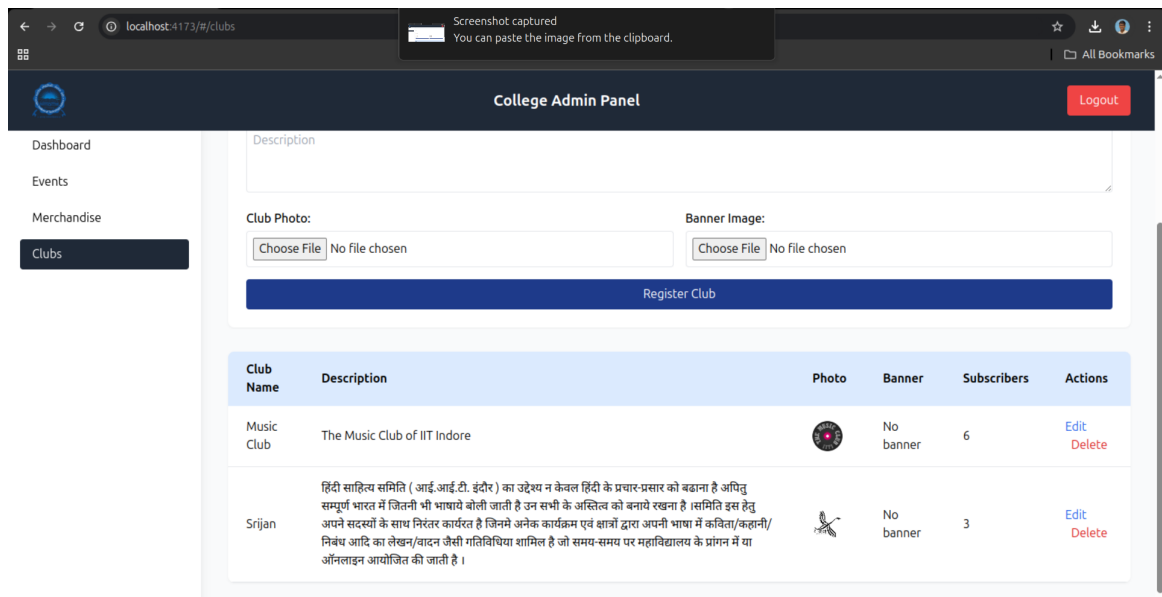 localhost:4173/#/clubs
Screenshot captured
You can paste the image from the clipboard.
All Bookmarks
College Admin Panel
Logout
Dashboard
Events
Merchandise
Clubs
Description
Club Photo:
Banner Image:
Choose File No file chosen
Choose File No file chosen
Register Club
Club Name
Description
Photo
Banner
Subscribers
Actions
Music Club
The Music Club of IIT Indore
THE MUSIC CLUB
No banner
6
Edit
Delete
Srijan
हिंदी साहित्य समिति ( आई.आई.टी. इंदौर ) का उद्देश्य न केवल हिंदी के प्रचार-प्रसार को बढाना है अपितु
सम्पूर्ण भारत में जितनी भी भाषाये बोली जाती है उन सभी के अस्तित्व को बनाये रखना है ।समिति इस हेतु
अपने सदस्यों के साथ निरंतर कार्यरत है जिनमे अनेक कार्यक्रम एवं क्षात्रों द्वारा अपनी भाषा में कविता/कहानी/
निबंध आदि का लेखन/वादन जैसी गतिविधिया शामिल है जो समय-समय पर महाविद्यालय के प्रांगन में या
ऑनलाइन आयोजित की जाती है ।
No banner
3
Edit
Delete